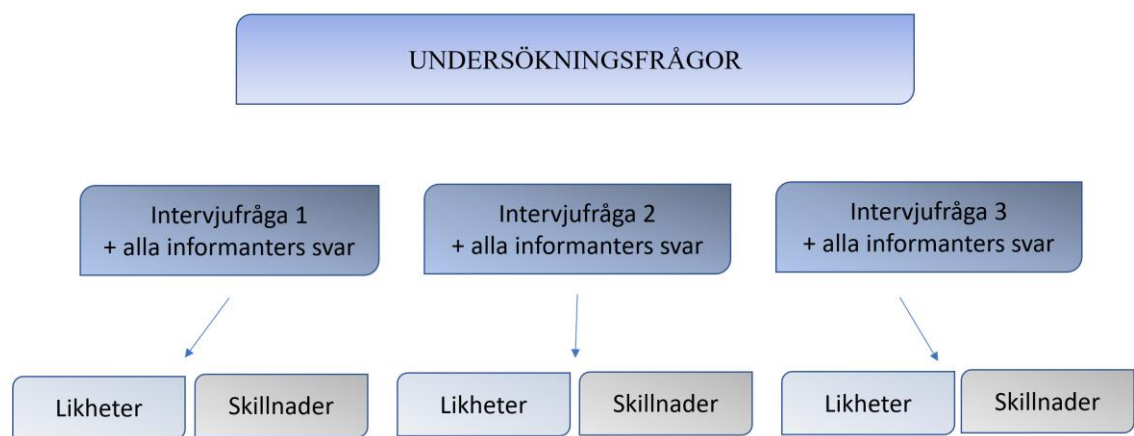 UNDERSÖKNINGSFRÅGOR
Intervjufråga 1
+ alla informanters svar
Intervjufråga 2
+ alla informanters svar
Intervjufråga 3
+ alla informanters svar
Likheter
Skillnader
Likheter
Skillnader
Likheter
Skillnader